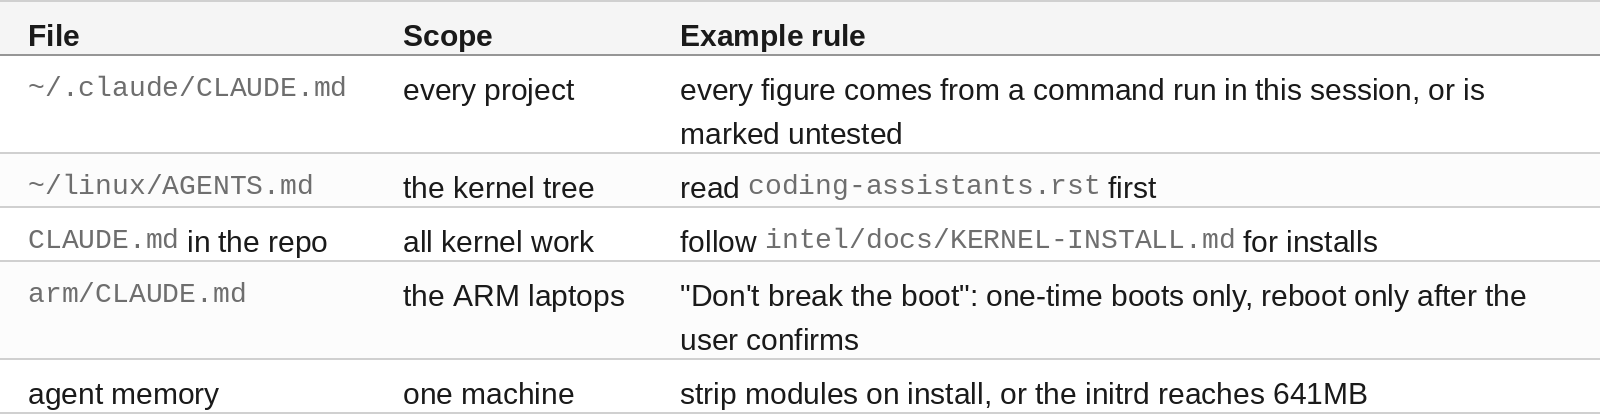 File Scope Example rule
~/.claude/CLAUDE.md every project every figure comes from a command run in this session, or is
marked untested
~/linux/AGENTS.md the kernel tree read coding-assistants.rst first
CLAUDE.md in the repo all kernel work follow intel/docs/KERNEL-INSTALL.md for installs
arm/CLAUDE.md the ARM laptops "Don't break the boot": one-time boots only, reboot only after the
user confirms
agent memory one machine strip modules on install, or the initrd reaches 641MB